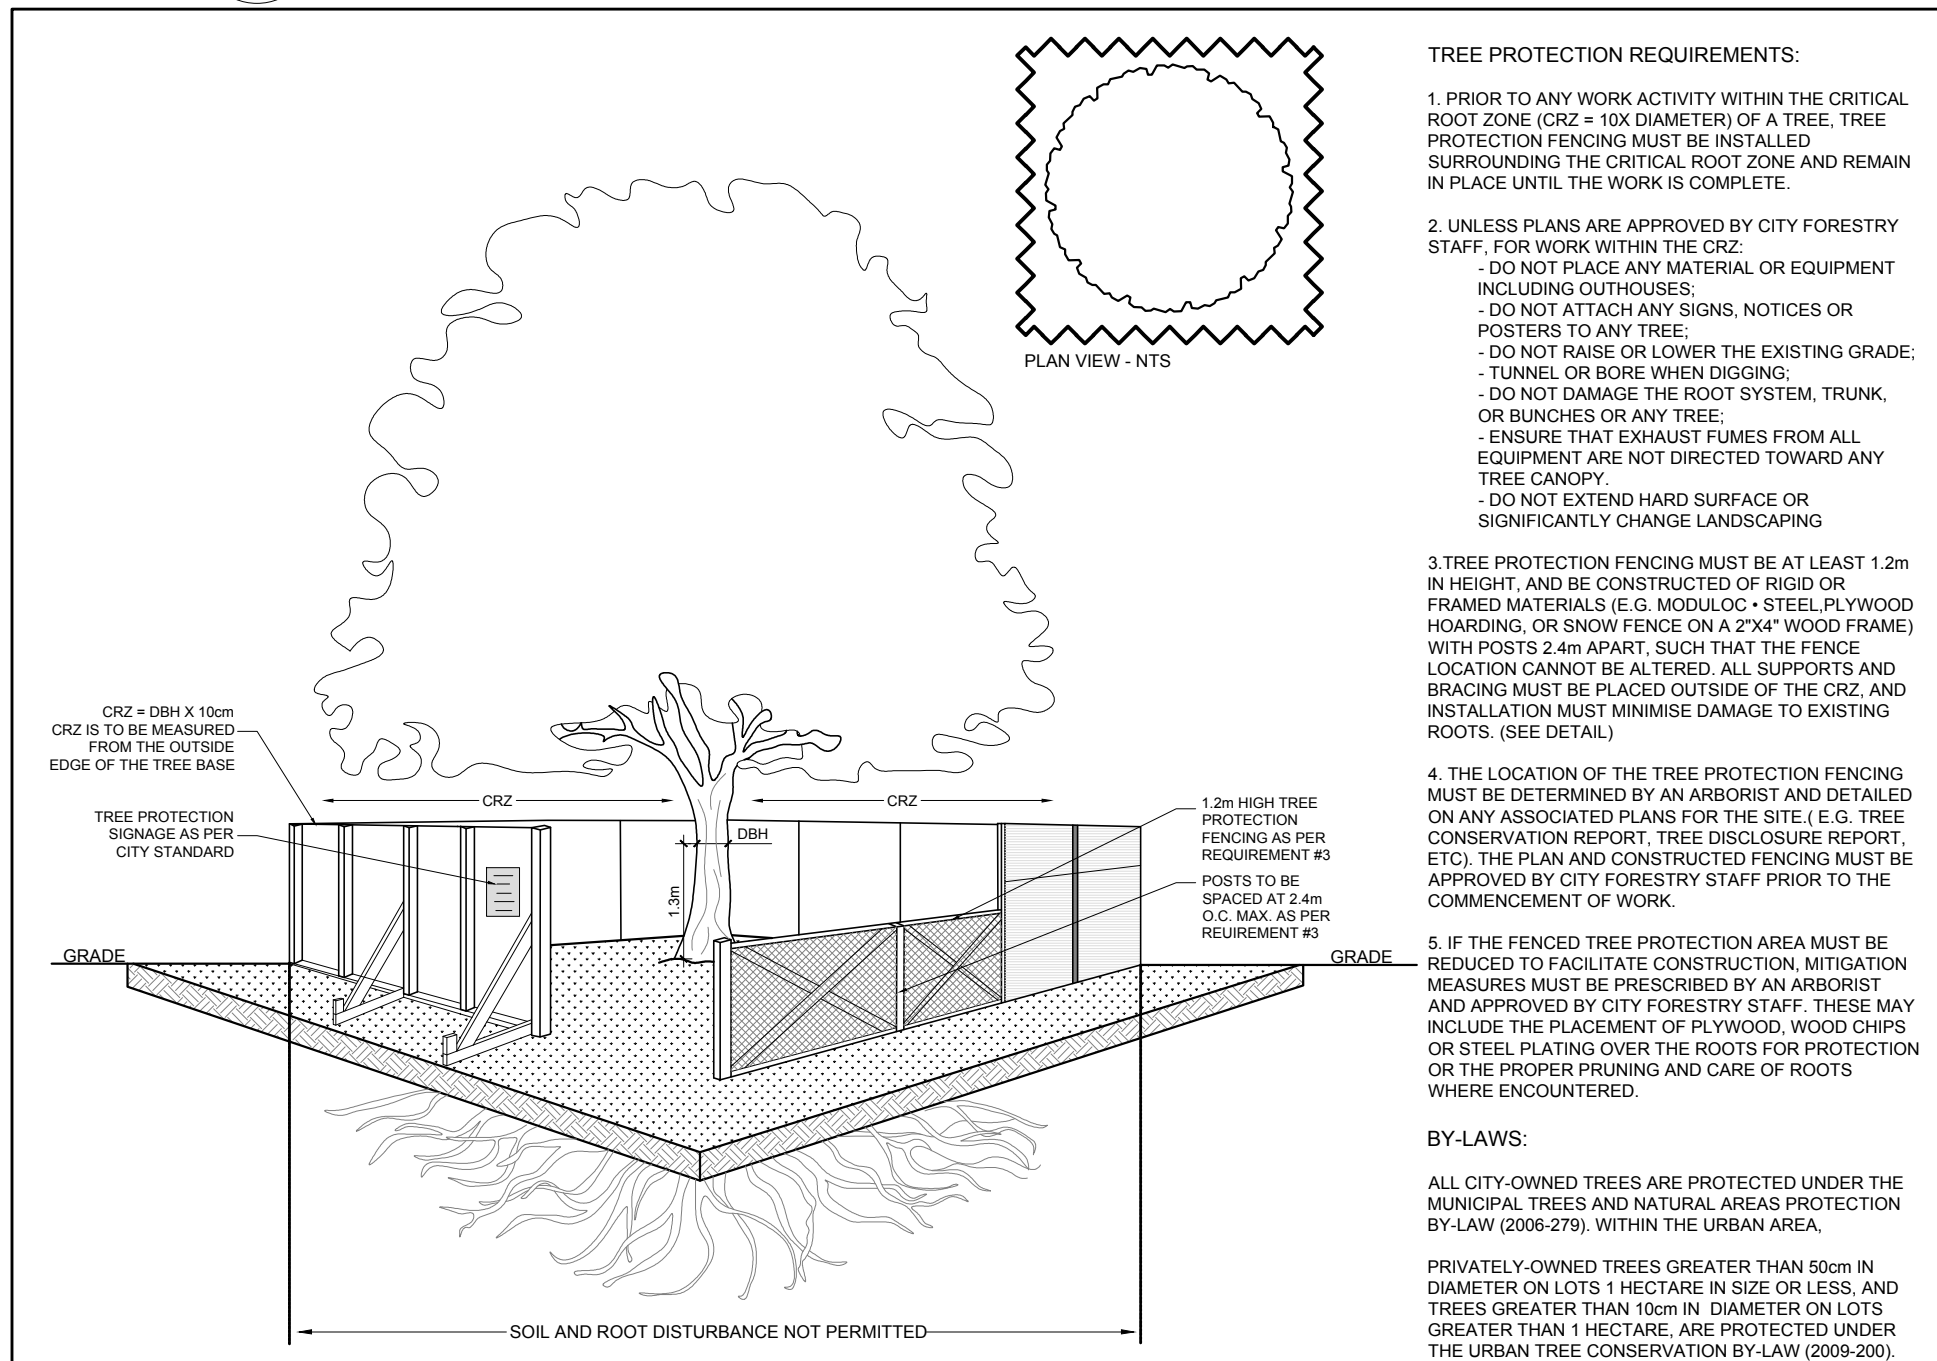 PLAN VIEW - NTS
CRZ = DBH X 10cm
CRZ IS TO BE MEASURED
FROM THE OUTSIDE
EDGE OF THE TREE BASE
TREE PROTECTION
SIGNAGE AS PER
CITY STANDARD
CRZ
CRZ
DBH
1.3m
1.2m HIGH TREE
PROTECTION
FENCING AS PER
REQUIREMENT #3
POSTS TO BE
SPACED AT 2.4m
O.C. MAX. AS PER
REUIREMENT #3
GRADE
GRADE
SOIL AND ROOT DISTURBANCE NOT PERMITTED
TREE PROTECTION REQUIREMENTS:
1. PRIOR TO ANY WORK ACTIVITY WITHIN THE CRITICAL
ROOT ZONE (CRZ = 10X DIAMETER) OF A TREE, TREE
PROTECTION FENCING MUST BE INSTALLED
SURROUNDING THE CRITICAL ROOT ZONE AND REMAIN
IN PLACE UNTIL THE WORK IS COMPLETE.
2. UNLESS PLANS ARE APPROVED BY CITY FORESTRY
STAFF, FOR WORK WITHIN THE CRZ:
- DO NOT PLACE ANY MATERIAL OR EQUIPMENT
INCLUDING OUTHOUSES;
- DO NOT ATTACH ANY SIGNS, NOTICES OR
POSTERS TO ANY TREE;
- DO NOT RAISE OR LOWER THE EXISTING GRADE;
- TUNNEL OR BORE WHEN DIGGING;
- DO NOT DAMAGE THE ROOT SYSTEM, TRUNK,
OR BUNCHES OR ANY TREE;
- ENSURE THAT EXHAUST FUMES FROM ALL
EQUIPMENT ARE NOT DIRECTED TOWARD ANY
TREE CANOPY.
- DO NOT EXTEND HARD SURFACE OR
SIGNIFICANTLY CHANGE LANDSCAPING
3.TREE PROTECTION FENCING MUST BE AT LEAST 1.2m
IN HEIGHT, AND BE CONSTRUCTED OF RIGID OR
FRAMED MATERIALS (E.G. MODULOC • STEEL,PLYWOOD
HOARDING, OR SNOW FENCE ON A 2"X4" WOOD FRAME)
WITH POSTS 2.4m APART, SUCH THAT THE FENCE
LOCATION CANNOT BE ALTERED. ALL SUPPORTS AND
BRACING MUST BE PLACED OUTSIDE OF THE CRZ, AND
INSTALLATION MUST MINIMISE DAMAGE TO EXISTING
ROOTS. (SEE DETAIL)
4. THE LOCATION OF THE TREE PROTECTION FENCING
MUST BE DETERMINED BY AN ARBORIST AND DETAILED
ON ANY ASSOCIATED PLANS FOR THE SITE.( E.G. TREE
CONSERVATION REPORT, TREE DISCLOSURE REPORT,
ETC). THE PLAN AND CONSTRUCTED FENCING MUST BE
APPROVED BY CITY FORESTRY STAFF PRIOR TO THE
COMMENCEMENT OF WORK.
5. IF THE FENCED TREE PROTECTION AREA MUST BE
REDUCED TO FACILITATE CONSTRUCTION, MITIGATION
MEASURES MUST BE PRESCRIBED BY AN ARBORIST
AND APPROVED BY CITY FORESTRY STAFF. THESE MAY
INCLUDE THE PLACEMENT OF PLYWOOD, WOOD CHIPS
OR STEEL PLATING OVER THE ROOTS FOR PROTECTION
OR THE PROPER PRUNING AND CARE OF ROOTS
WHERE ENCOUNTERED.
BY-LAWS:
ALL CITY-OWNED TREES ARE PROTECTED UNDER THE
MUNICIPAL TREES AND NATURAL AREAS PROTECTION
BY-LAW (2006-279). WITHIN THE URBAN AREA,
PRIVATELY-OWNED TREES GREATER THAN 50cm IN
DIAMETER ON LOTS 1 HECTARE IN SIZE OR LESS, AND
TREES GREATER THAN 10cm IN DIAMETER ON LOTS
GREATER THAN 1 HECTARE, ARE PROTECTED UNDER
THE URBAN TREE CONSERVATION BY-LAW (2009-200).